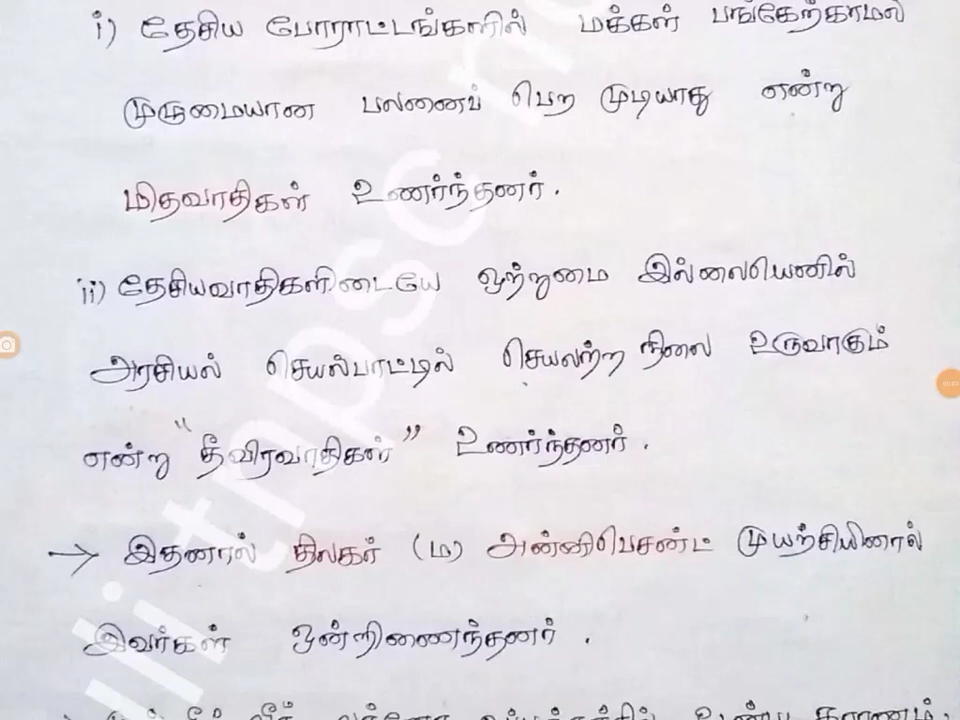 i) தேசிய போராட்டங்களில் மக்கள் பங்கேற்காமல்
முழுமையான பலனைப் பெற முடியாது என்று
மிதவாதிகள் உணர்ந்தனர்.
ii) தேசியவாதிகளிடையே ஒற்றுமை இல்லையெனில்
அரசியல் செயல்பாட்டில் செயலற்ற நிலை உருவாகும்
என்று "தீவிரவாதிகள்" உணர்ந்தனர்.
→ இதனால் திலகர் (ம) அன்னிபெசண்ட் முயற்சியினால்
இவர்கள் ஒன்றிணைந்தனர்.